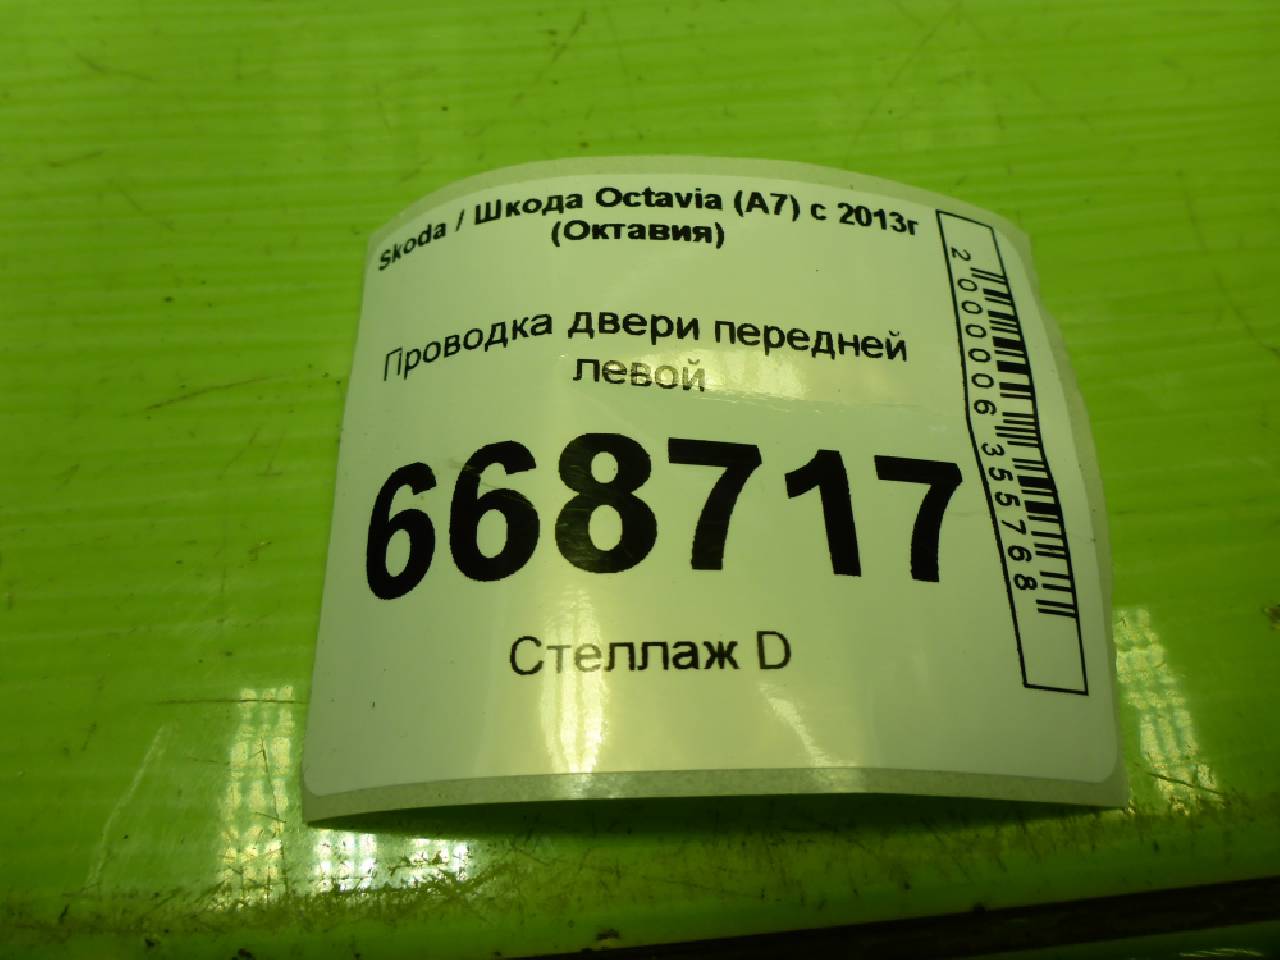 Skoda / Шкода Octavia (A7) с 2013г
(Октавия)
Проводка двери передней
левой
668717
Стеллаж D
2000006355768